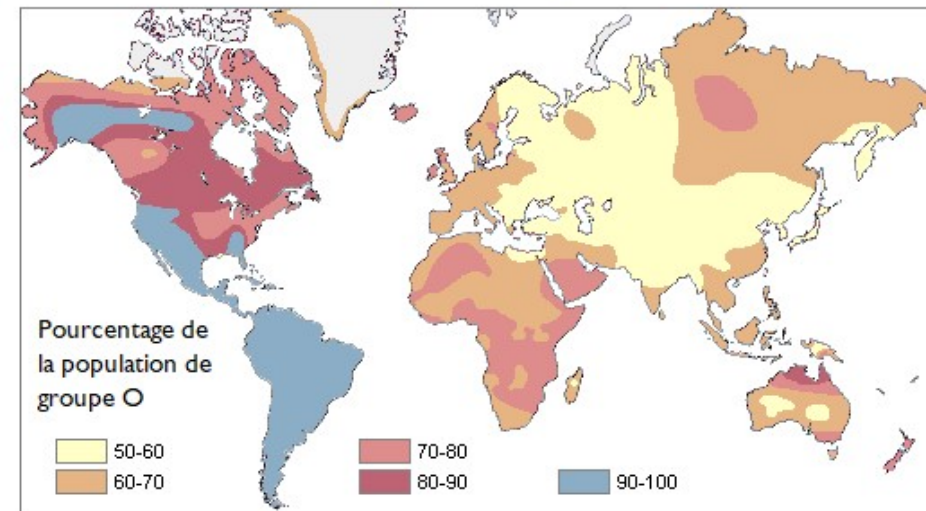 Pourcentage de
la population de
groupe O
50-60
70-80
60-70
80-90
90-100